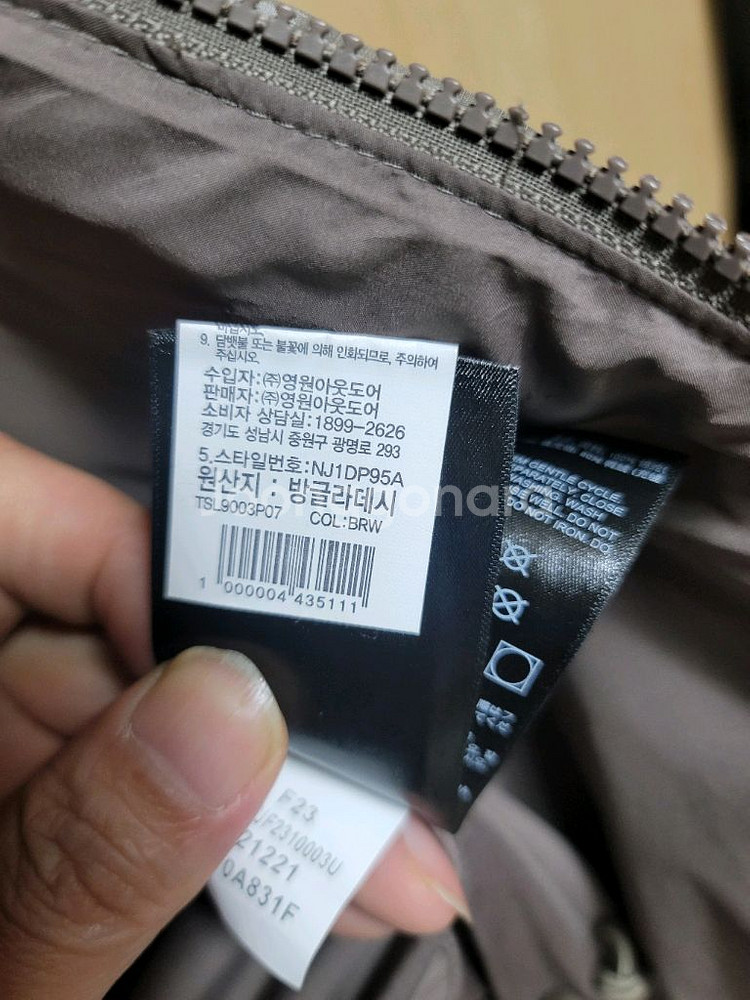 9. 담뱃불 또는 불꽃에 의해 인화되므로, 주의하여
주십시오.
수입자:㈜영원아웃도어
판매자:㈜영원아웃도어
소비자 상담실:1899-2626
경기도 성남시 중원구 광명로 293
5.스타일번호:NJ1DP95A
원산지 : 방글라데시
TSL9003P07 COL:BRW
1 000004 435111
GENTLE CYCLE.
CLOSE
WASH
DO NOT
NOT IRON. DO
F23
JF2310003U
21221
0A831F